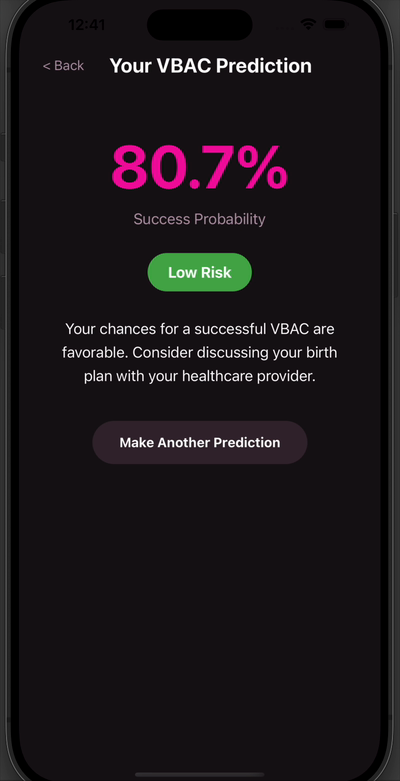 12:41
< Back
Your VBAC Prediction
80.7%
Success Probability
Low Risk
Your chances for a successful VBAC are
favorable. Consider discussing your birth
plan with your healthcare provider.
Make Another Prediction